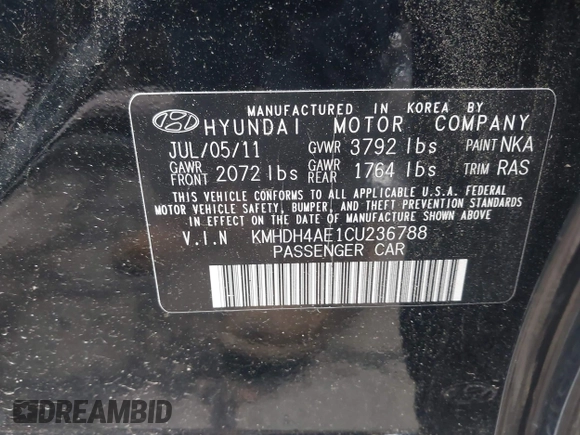 MANUFACTURED IN KOREA BY
HYUNDAI MOTOR COMPANY
JUL/05/11 GVWR 3792 lbs PAINT NKA
GAWR FRONT 2072 lbs GAWR REAR 1764 lbs TRIM RAS
THIS VEHICLE CONFORMS TO ALL APPLICABLE U.S.A. FEDERAL
MOTOR VEHICLE SAFETY, BUMPER, AND THEFT PREVENTION STANDARDS
IN EFFECT ON THE DATE OF MANUFACTURE SHOWN ABOVE.
V.I.N KMHDH4AE1CU236788
PASSENGER CAR
DREAMBID